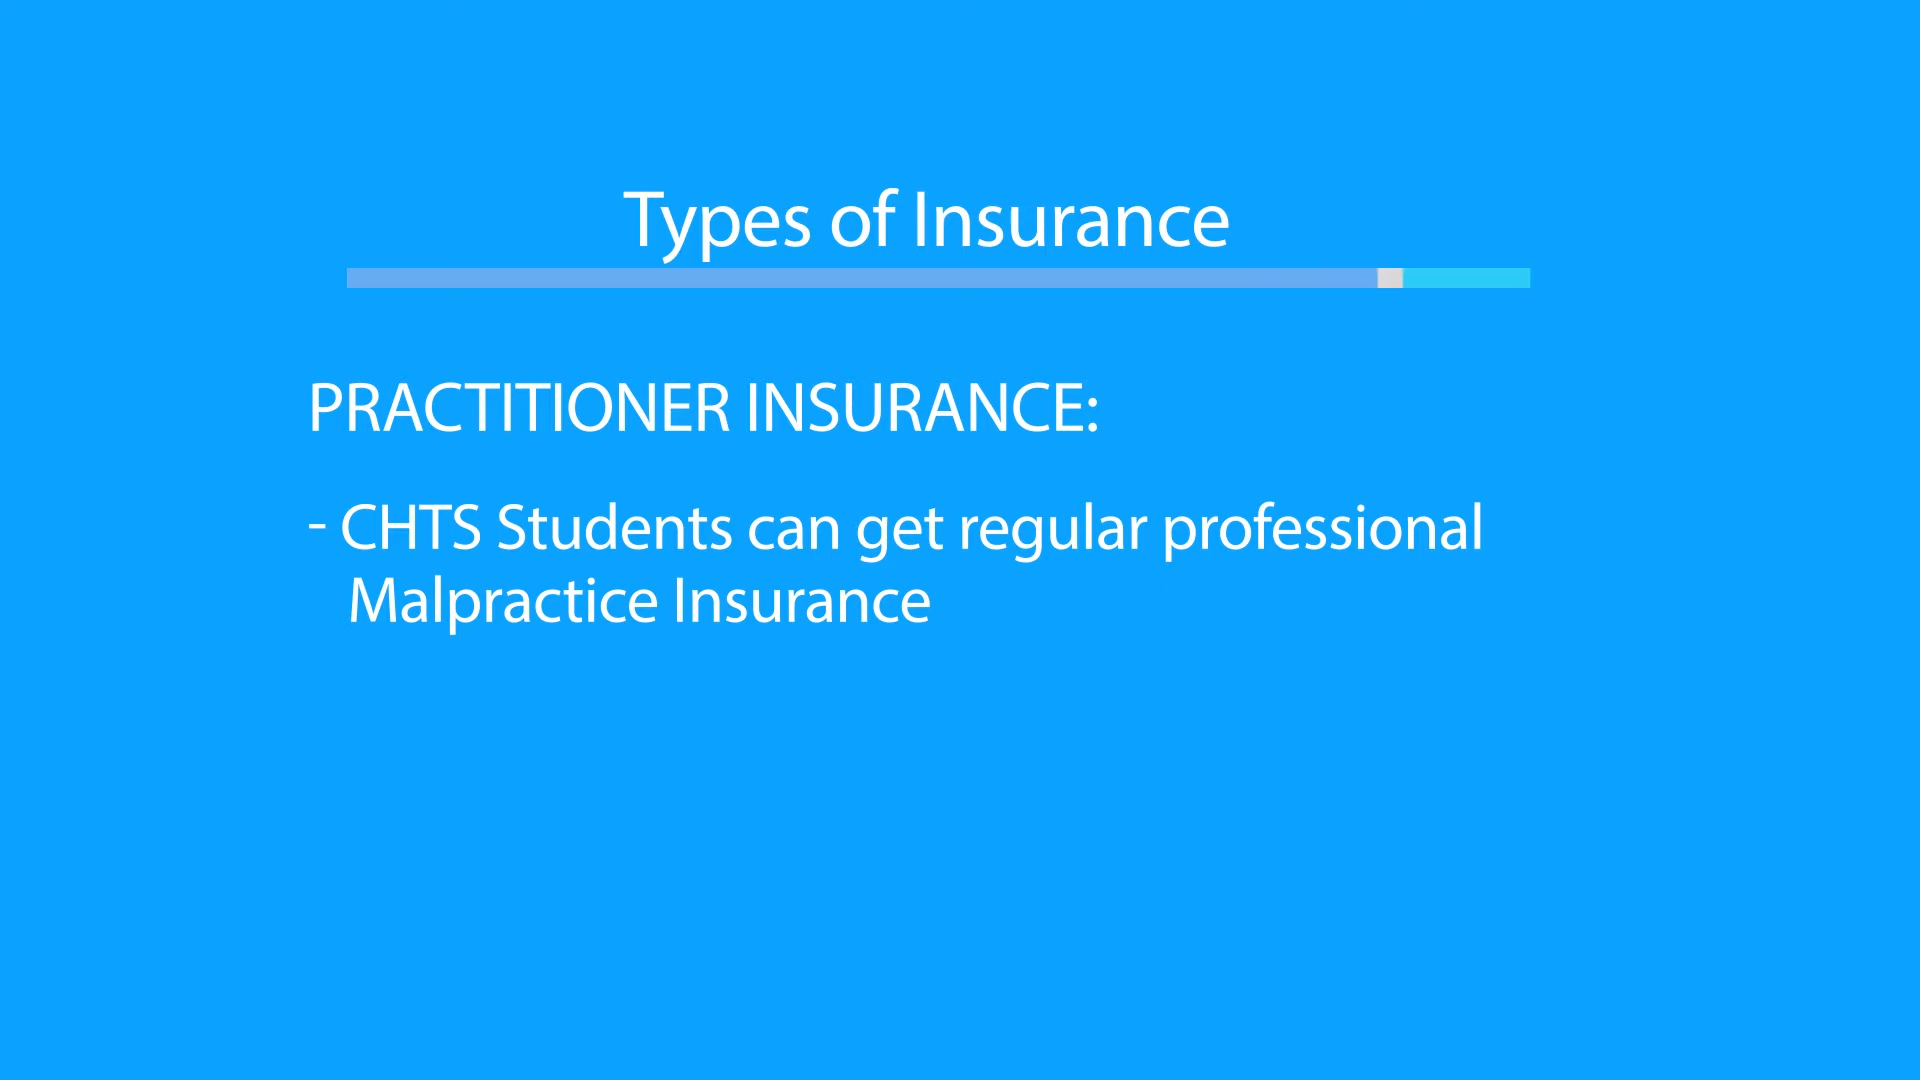 Types of Insurance
PRACTITIONER INSURANCE:
- CHTS Students can get regular professional
Malpractice Insurance